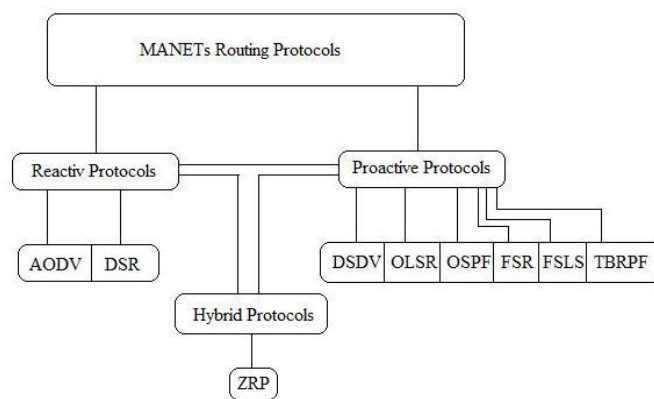 MANETs Routing Protocols
Reactiv Protocols
Proactive Protocols
AODV DSR
DSDV OLSR OSPF FSR FSLS TBRPF
Hybrid Protocols
ZRP